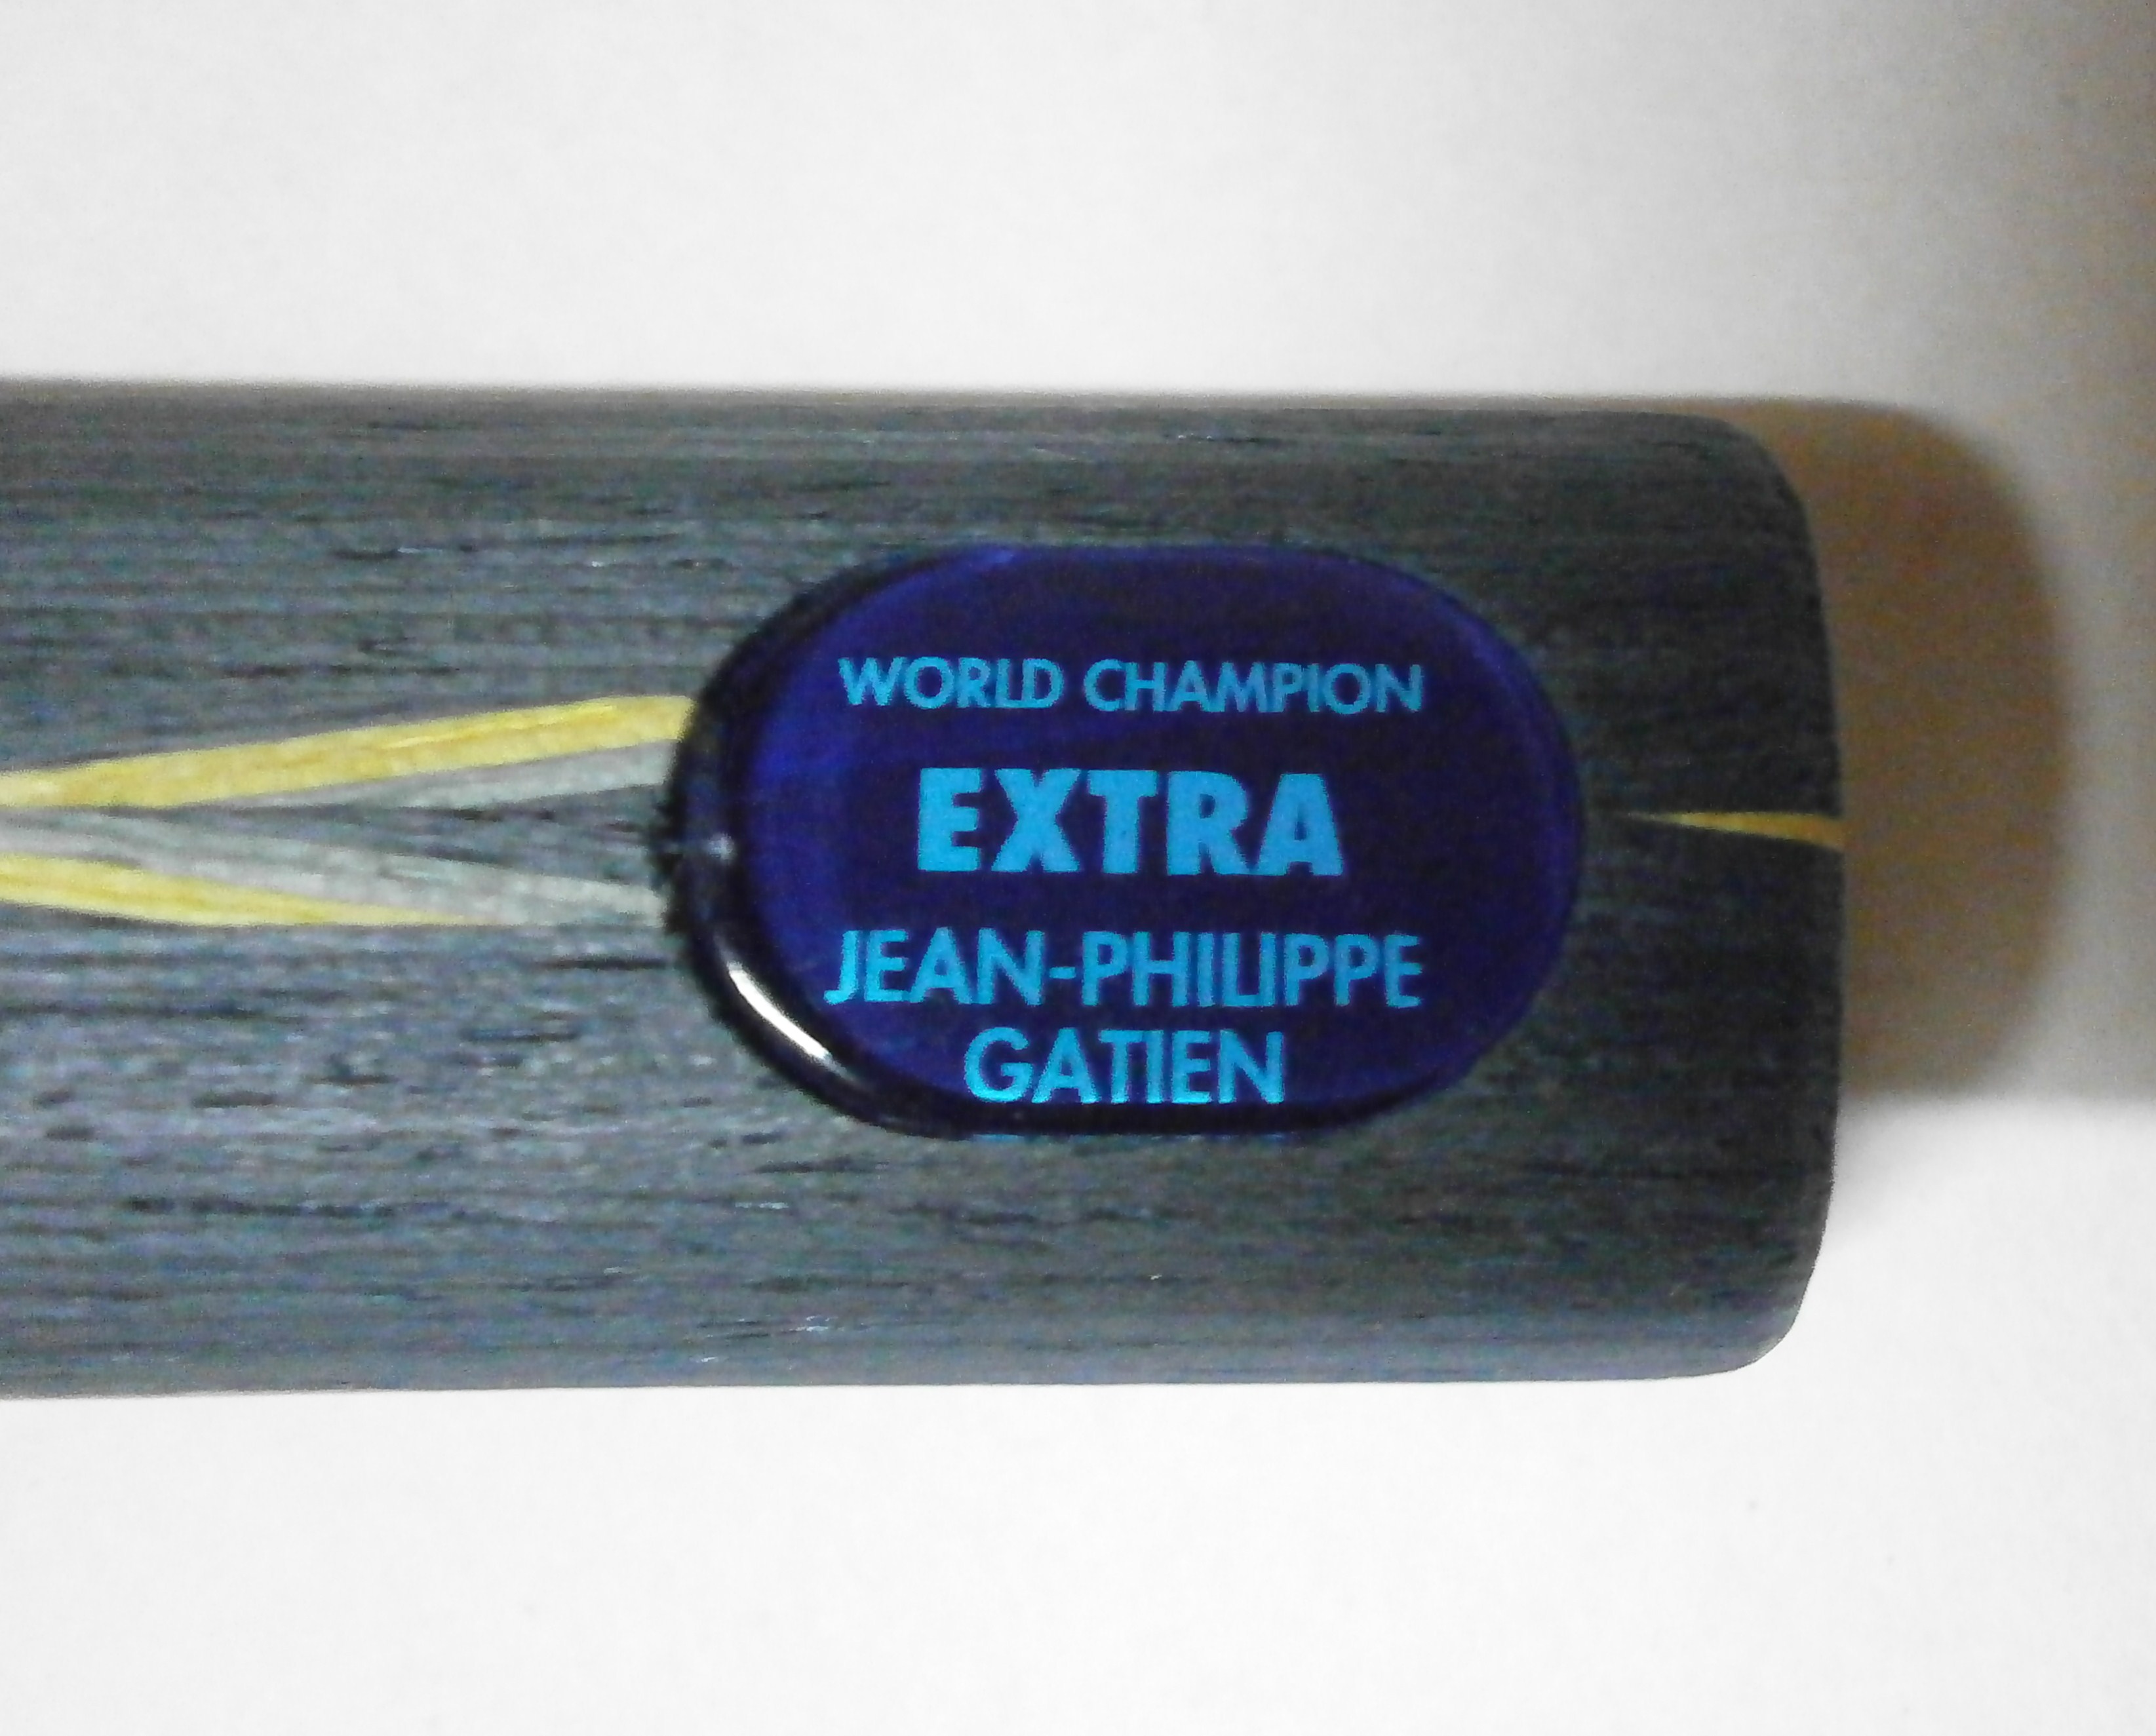 WORLD CHAMPION
EXTRA
JEAN-PHILIPPE
GATIEN